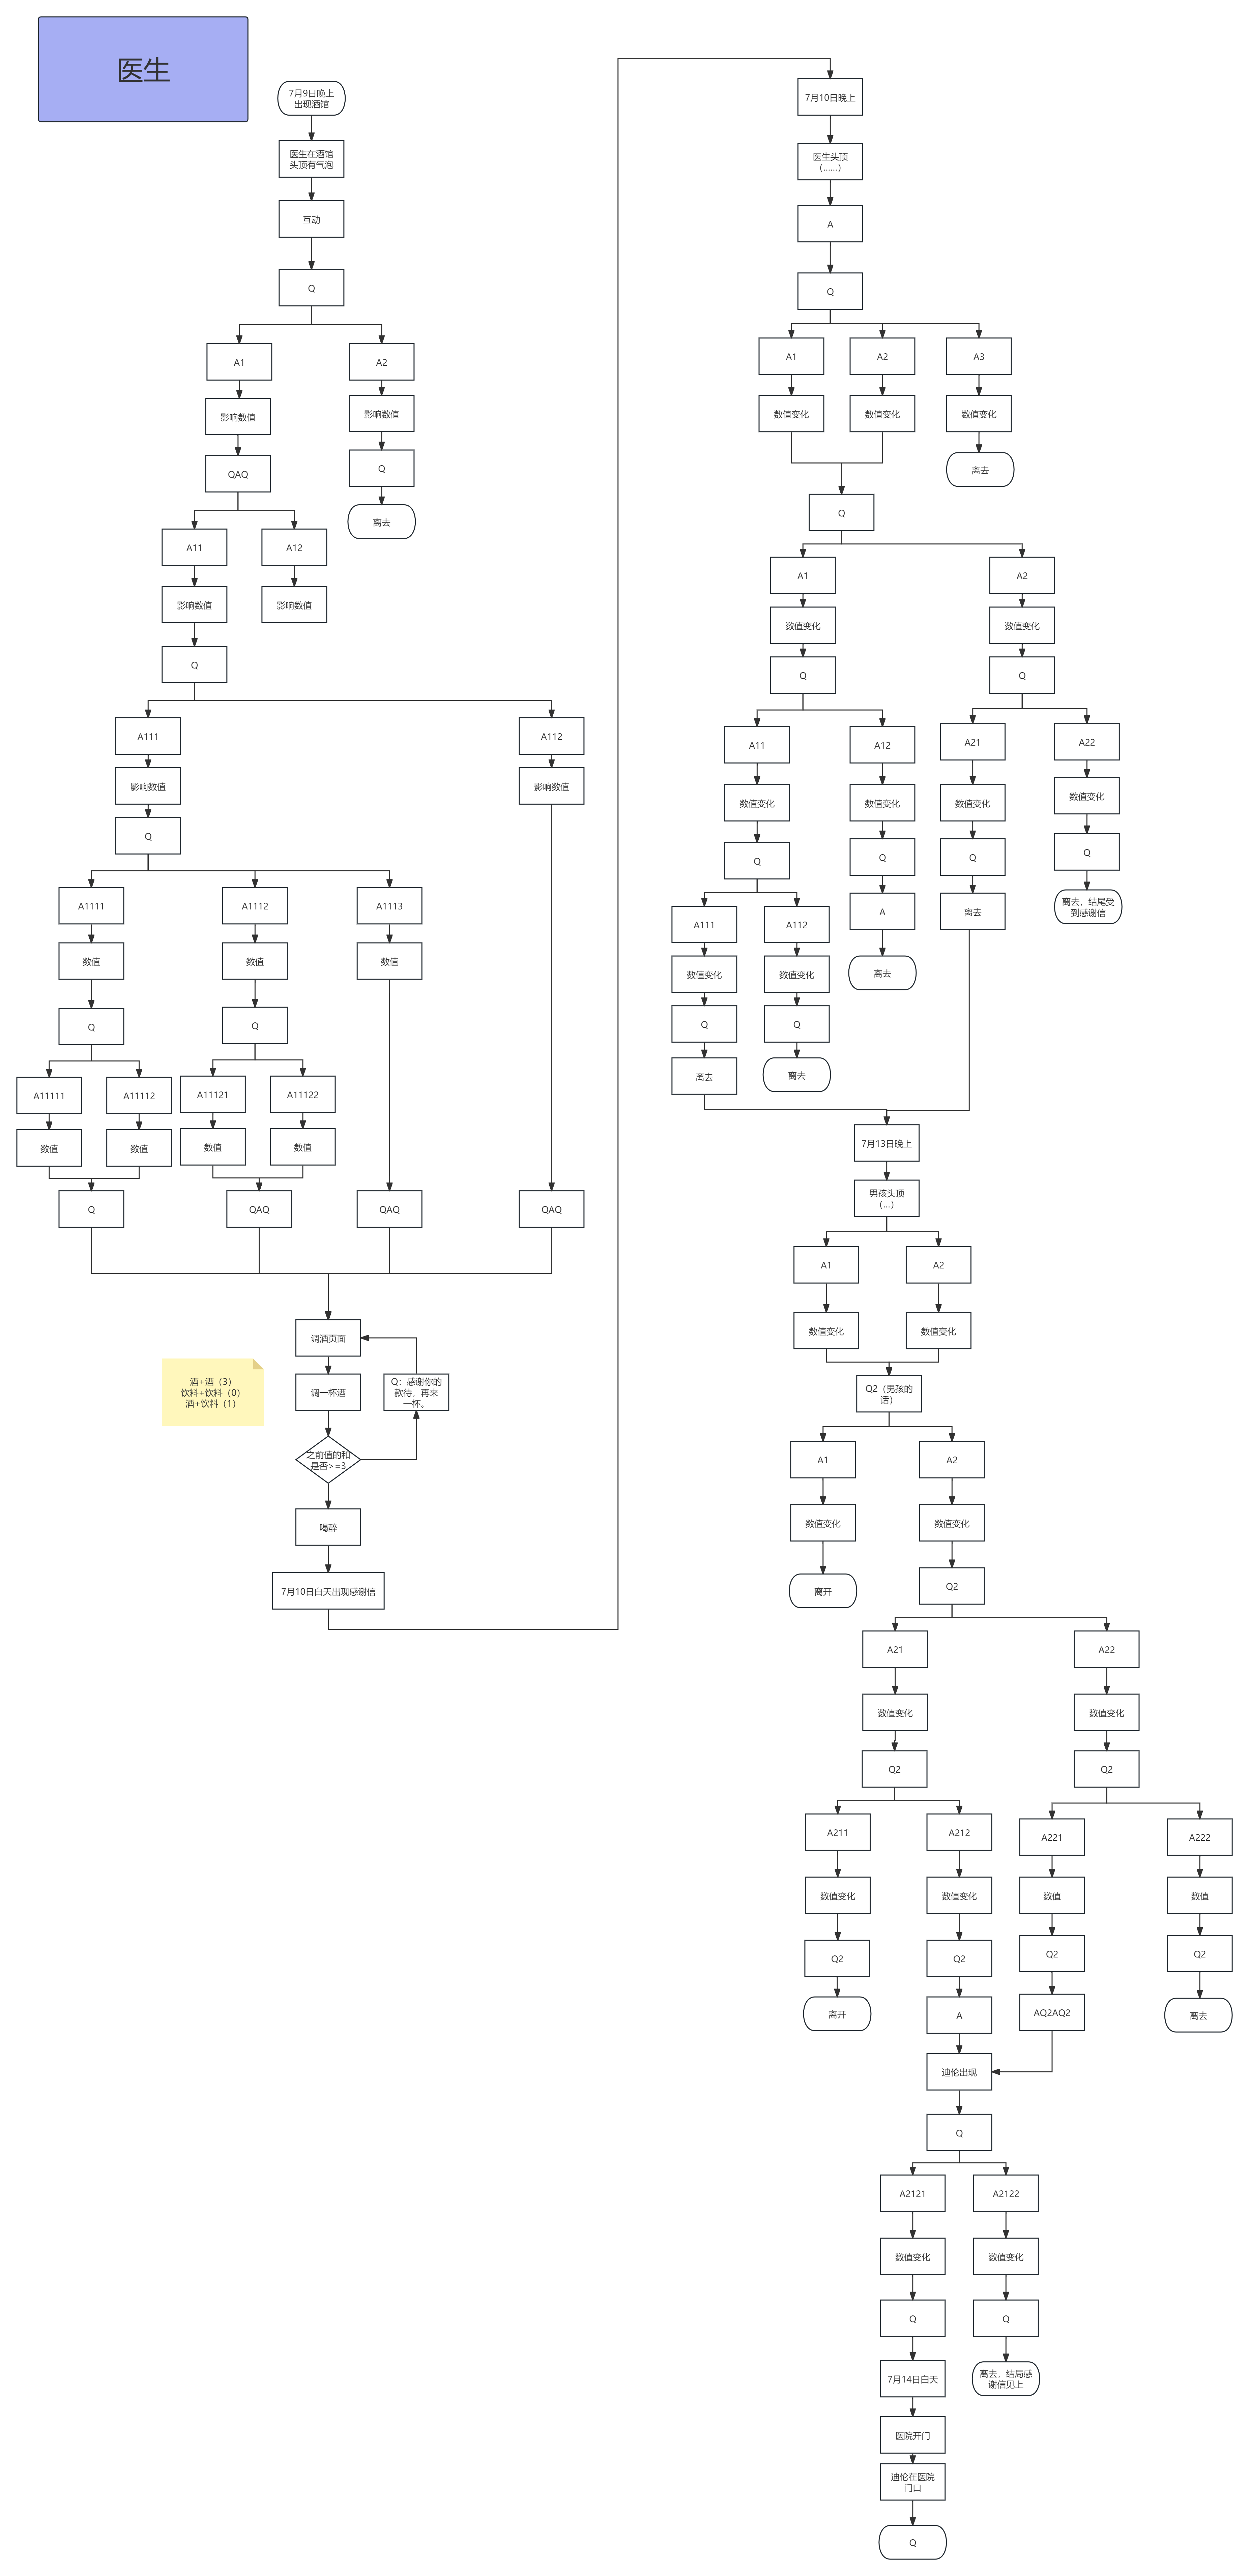 医生
7月9日晚上
出现酒馆
医生在酒馆
头顶有气泡
互动
Q
A1
A2
影响数值
影响数值
QAQ
Q
离去
A11
A12
影响数值
影响数值
Q
A111
A112
影响数值
影响数值
Q
A1111
A1112
A1113
数值
数值
数值
Q
Q
A11111
A11112
A11121
A11122
数值
数值
数值
数值
Q
QAQ
QAQ
QAQ
调酒页面
酒+酒（3）
饮料+饮料（0）
酒+饮料（1）
调一杯酒
Q：感谢你的
款待，再来
一杯。
之前值的和
是否>=3
喝醉
7月10日白天出现感谢信
7月10日晚上
医生头顶
（......）
A
Q
A1
A2
A3
数值变化
数值变化
数值变化
离去
Q
A1
A2
数值变化
数值变化
Q
Q
A11
A12
A21
A22
数值变化
数值变化
数值变化
数值变化
Q
Q
Q
Q
A111
A112
A
离去
离去，结尾受
到感谢信
数值变化
数值变化
离去
Q
Q
离去
离去
7月13日晚上
男孩头顶
（...）
A1
A2
数值变化
数值变化
Q2（男孩的
话）
A1
A2
数值变化
数值变化
离开
Q2
A21
A22
数值变化
数值变化
Q2
Q2
A211
A212
A221
A222
数值变化
数值变化
数值
数值
Q2
Q2
Q2
Q2
离开
A
AQ2AQ2
离去
迪伦出现
Q
A2121
A2122
数值变化
数值变化
Q
Q
7月14日白天
离去，结局感
谢信见上
医院开门
迪伦在医院
门口
Q